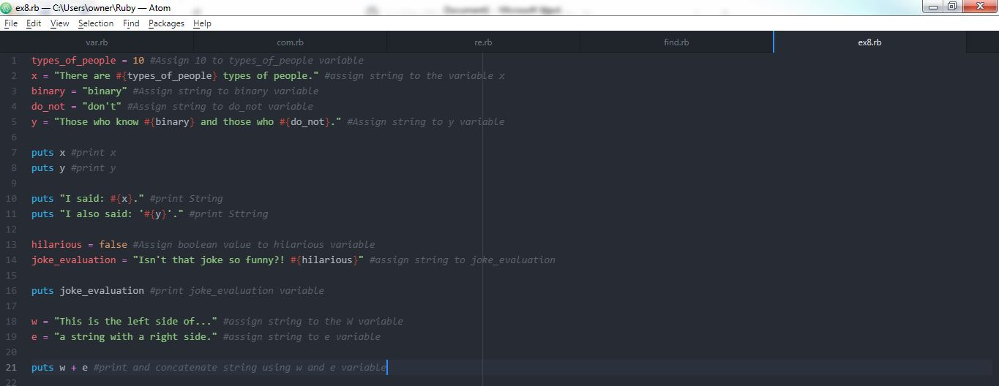 ex8.rb — C:\Users\owner\Ruby — Atom
File Edit View Selection Find Packages Help
var.rb com.rb re.rb find.rb ex8.rb
1 types_of_people = 10 #Assign 10 to types_of_people variable
2 x = "There are #{types_of_people} types of people." #assign string to the variable x
3 binary = "binary" #Assign string to binary variable
4 do_not = "don't" #Assign string to do_not variable
5 y = "Those who know #{binary} and those who #{do_not}." #Assign string to y variable
6
7 puts x #print x
8 puts y #print y
9
10 puts "I said: #{x}." #print String
11 puts "I also said: '#{y}'." #print Sttring
12
13 hilarious = false #Assign boolean value to hilarious variable
14 joke_evaluation = "Isn't that joke so funny?! #{hilarious}" #assign string to joke_evaluation
15
16 puts joke_evaluation #print joke_evaluation variable
17
18 w = "This is the left side of..." #assign string to the W variable
19 e = "a string with a right side." #assign string to e variable
20
21 puts w + e #print and concatenate string using w and e variable
22